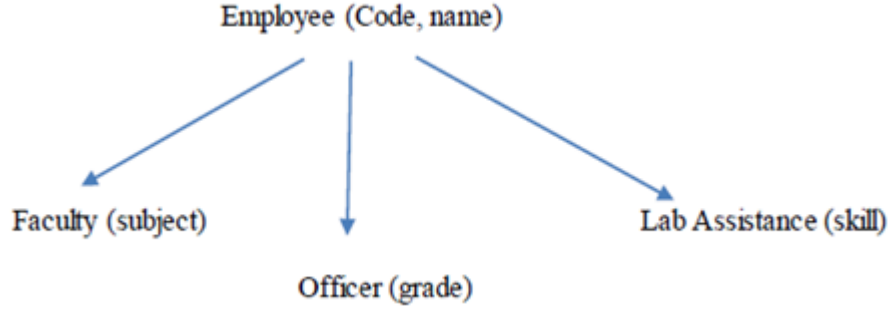 Employee (Code, name)
Faculty (subject)
Lab Assistance (skill)
Officer (grade)